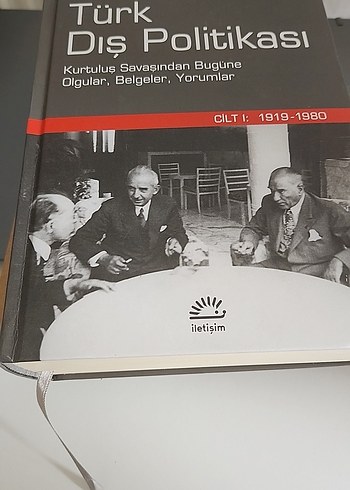 Türk
Dış Politikası
Kurtuluş Savaşından Bugüne
Olgular, Belgeler, Yorumlar
CİLT I: 1919-1980
iletişim